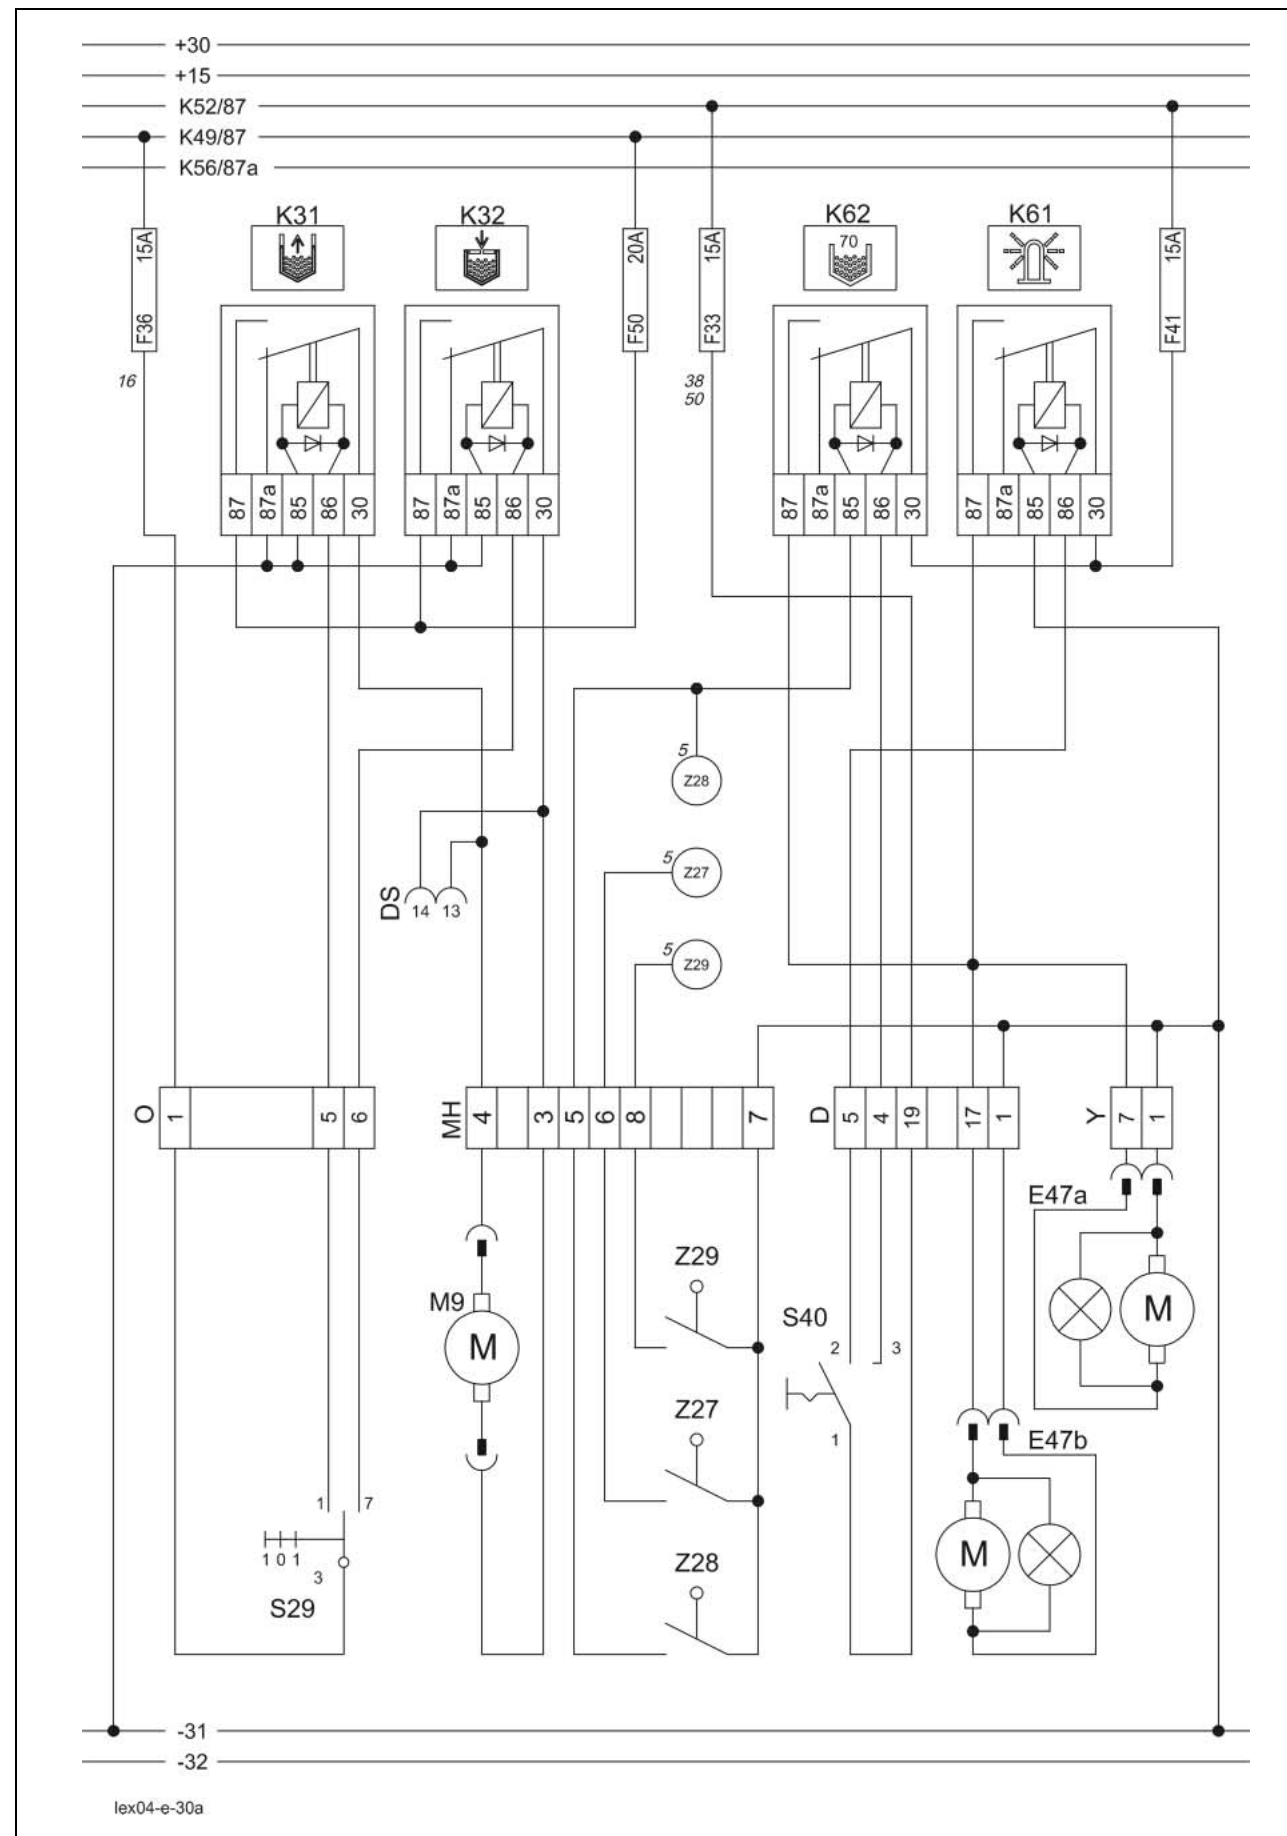 +30
+15
K52/87
K49/87
K56/87a
K31
K32
K62
K61
70
15A
F36
20A
F50
15A
F33
15A
F41
16
38
50
87 87a 85 86 30
87 87a 85 86 30
87 87a 85 86 30
87 87a 85 86 30
5
Z28
5
Z27
DS
14 13
5
Z29
O
1 5 6
MH
4 3 5 6 8 7
D
5 4 19 17 1
Y
7 1
E47a
Z29
M9
M
M
S40
2 3
Z27
1
E47b
1 7
M
1 0 1
3
S29
Z28
-31
-32
lex04-e-30a